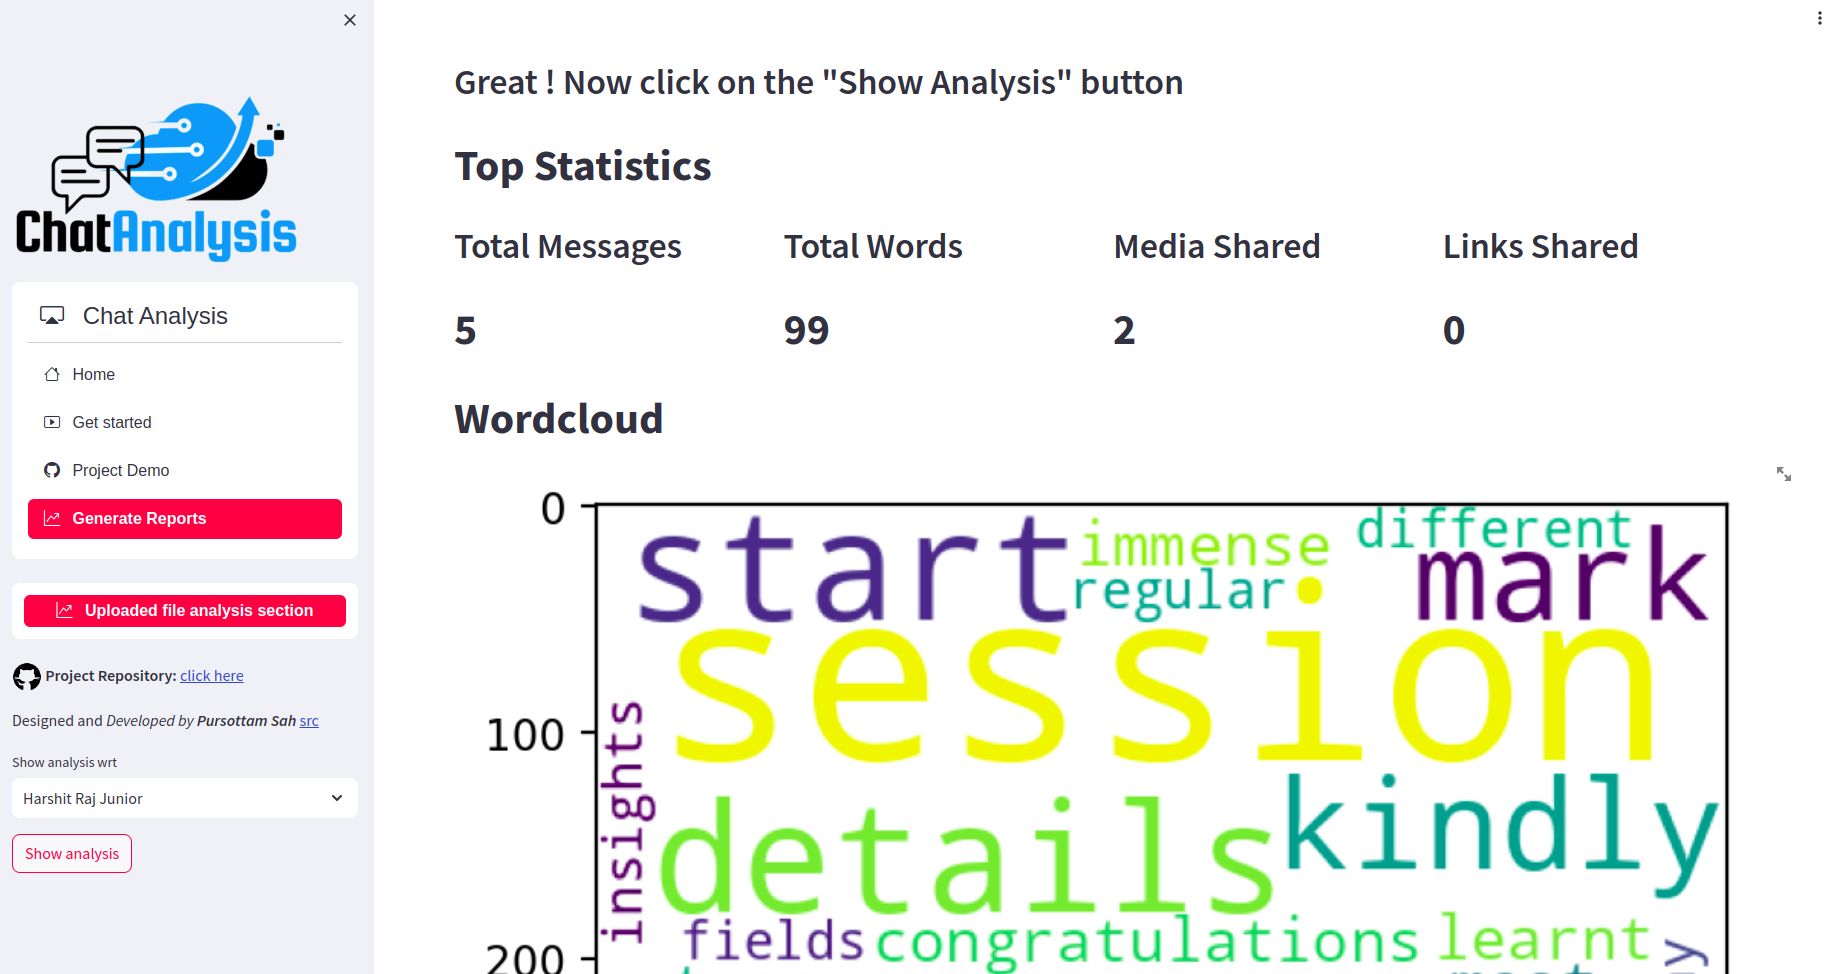 ChatAnalysis
Chat Analysis
Home
Get started
Project Demo
Generate Reports
Uploaded file analysis section
Project Repository: click here
Designed and Developed by Pursottam Sah src
Show analysis wrt
Harshit Raj Junior
Show analysis
Great ! Now click on the "Show Analysis" button
Top Statistics
Total Messages Total Words Media Shared Links Shared
5 99 2 0
Wordcloud
0
100
200
start
immense
different
regular
mark
session
insights
details
kindly
fields
congratulations
learnt